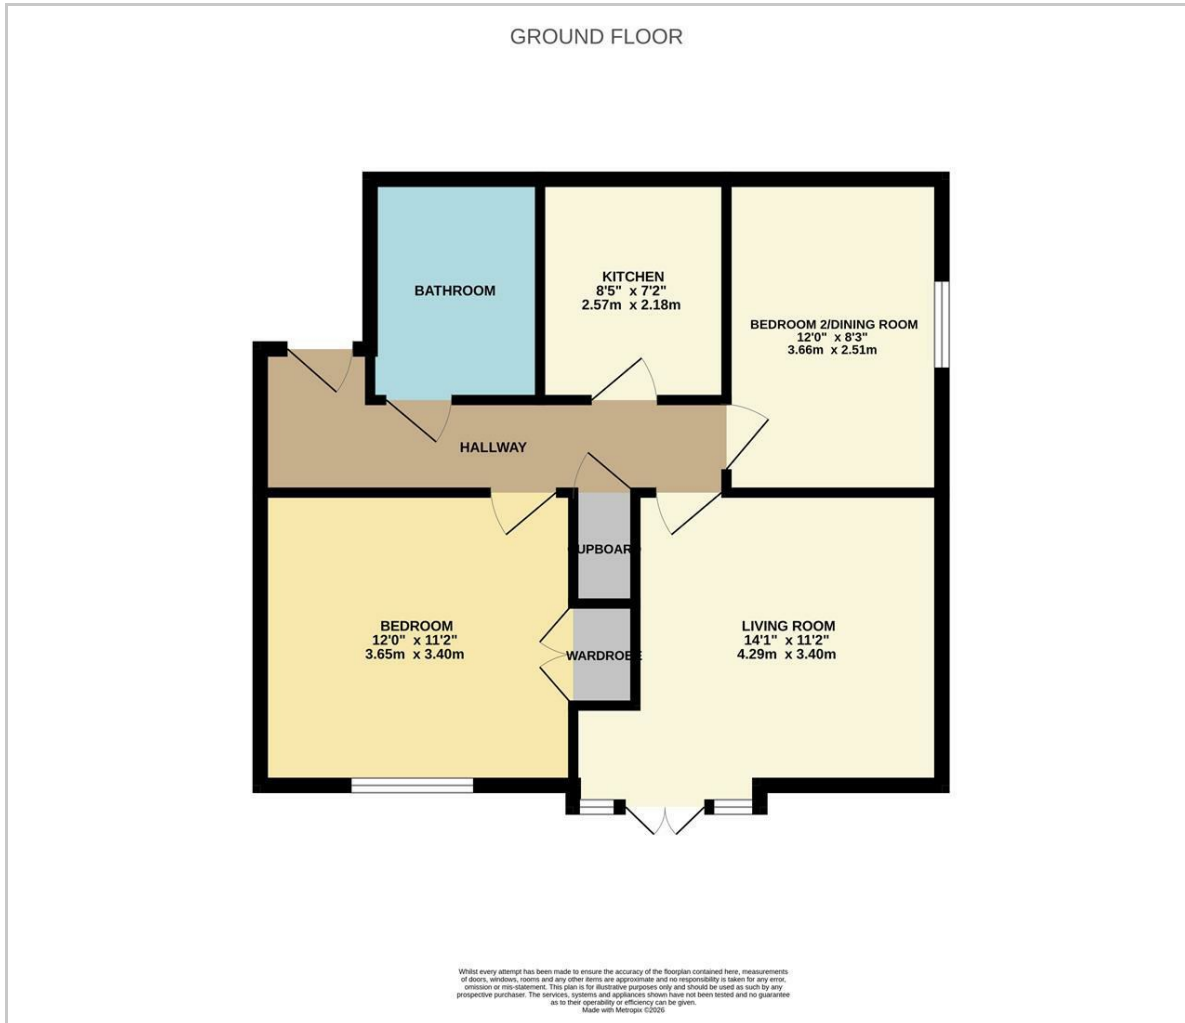 GROUND FLOOR
BATHROOM
KITCHEN
8'5" x 7'2"
2.57m x 2.18m
BEDROOM 2/DINING ROOM
12'0" x 8'3"
3.66m x 2.51m
HALLWAY
CUPBOARD
BEDROOM
12'0" x 11'2"
3.65m x 3.40m
WARDROBE
LIVING ROOM
14'1" x 11'2"
4.29m x 3.40m
Whilst every attempt has been made to ensure the accuracy of the floorplan contained here, measurements
of doors, windows, rooms and any other items are approximate and no responsibility is taken for any error,
omission or mis-statement. This plan is for illustrative purposes only and should be used as such by any
prospective purchaser. The services, systems and appliances shown have not been tested and no guarantee
as to their operability or efficiency can be given.
Made with Metropix ©2026